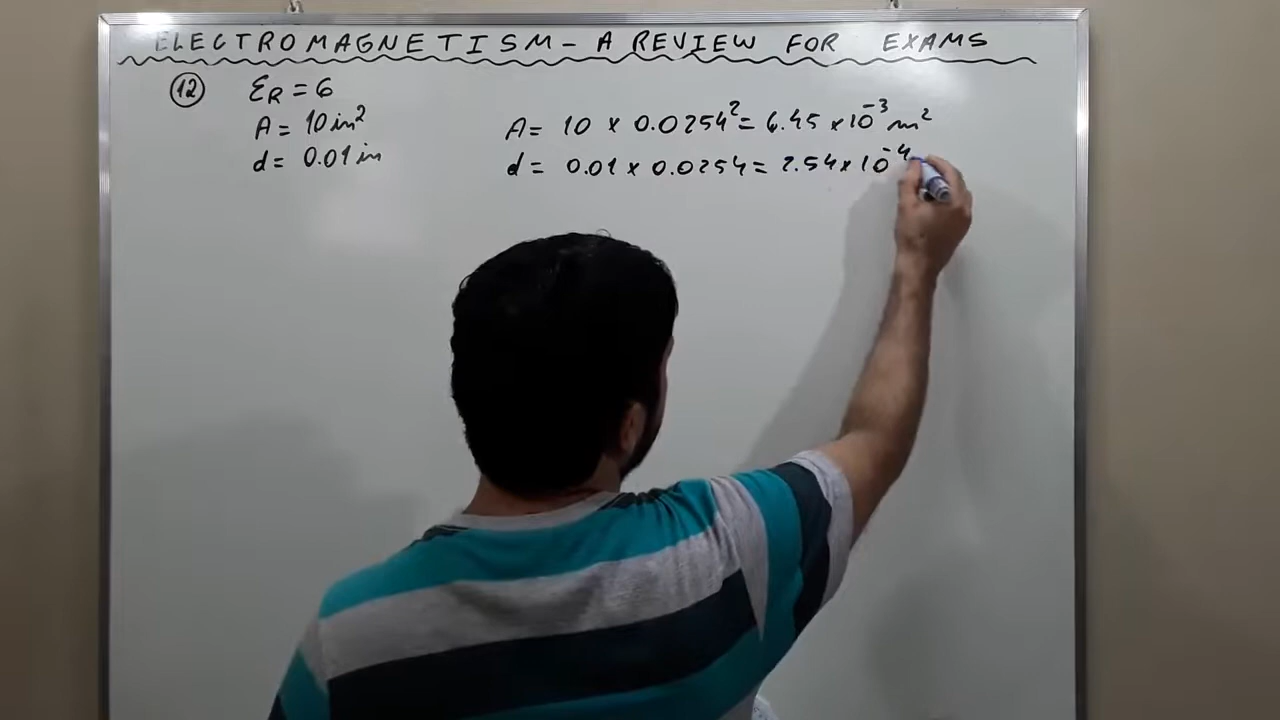 ELECTROMAGNETISM - A REVIEW FOR EXAMS
12 εR = 6
A = 10 in²
d = 0.01 in
A = 10 × 0.0254² = 6.45 × 10⁻³ m²
d = 0.01 × 0.0254 = 2.54 × 10⁻⁴